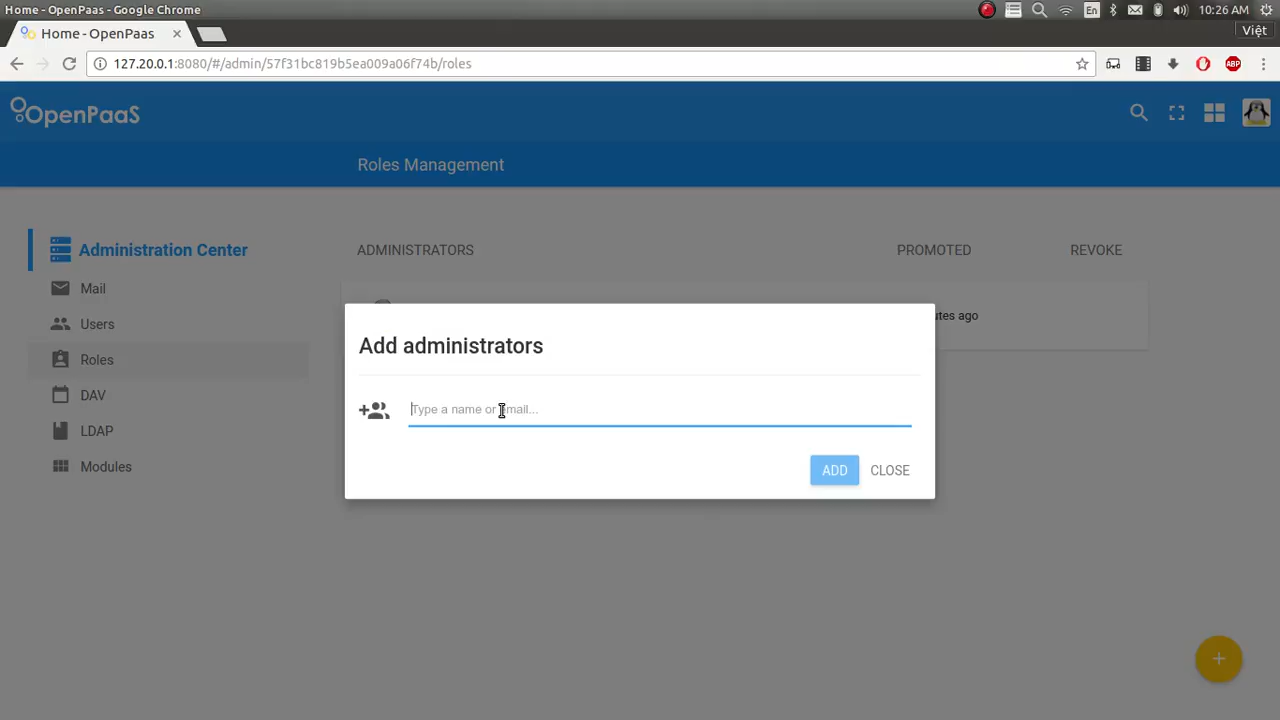 Home - OpenPaas - Google Chrome
En
10:26 AM
Home - OpenPaas
Việt
127.20.0.1:8080/#/admin/57f31bc819b5ea009a06f74b/roles
ABP
OpenPaaS
Roles Management
Administration Center
ADMINISTRATORS
PROMOTED
REVOKE
Mail
Users
Roles
DAV
LDAP
Modules
utes ago
Add administrators
Type a name or email...
ADD
CLOSE